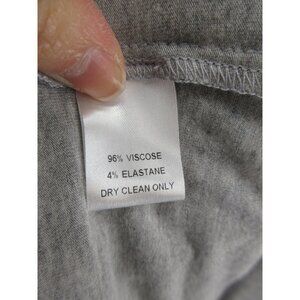 96% VISCOSE
4% ELASTANE
DRY CLEAN ONLY